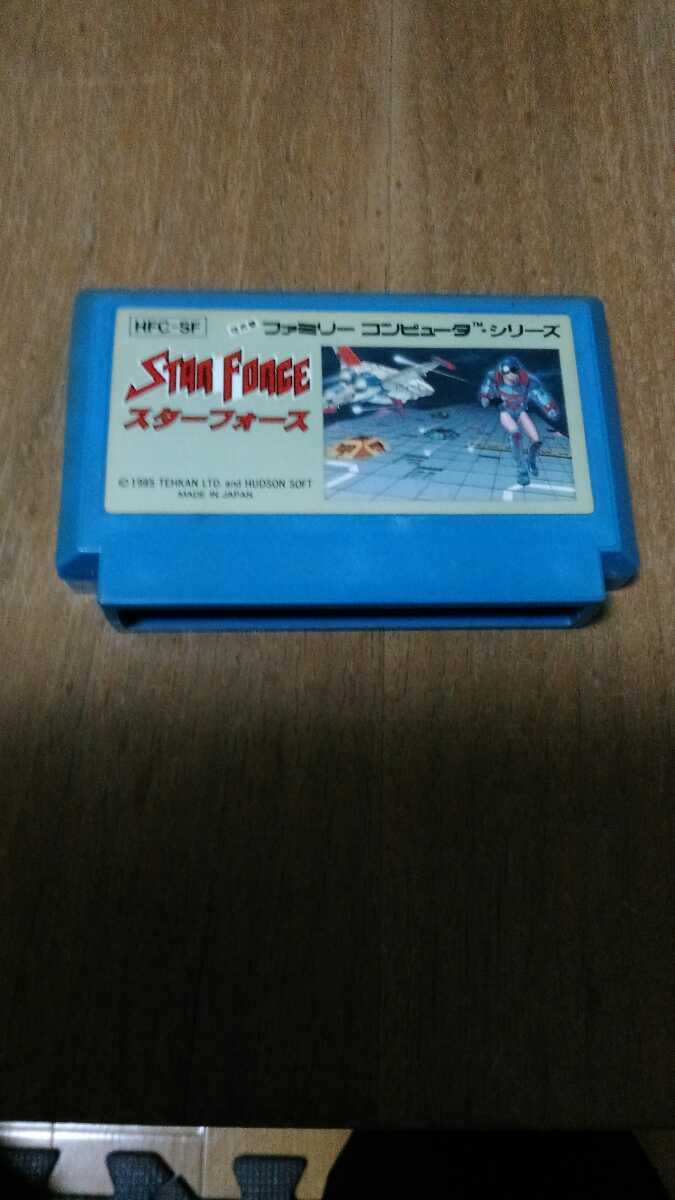 HFC-SF
ファミリー コンピュータ™・シリーズ
STAR FORCE
スターフォース
©1985 TEHKAN LTD. and HUDSON SOFT
MADE IN JAPAN